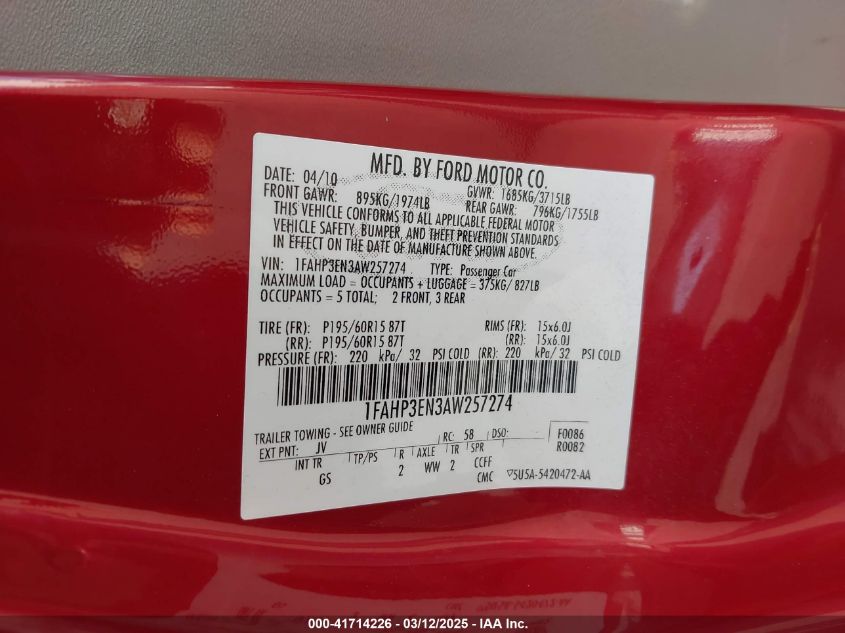 MFD. BY FORD MOTOR CO.
DATE: 04/10 GVWR: 1685KG/3715LB
FRONT GAWR: 895KG/1974LB REAR GAWR: 796KG/1755LB
THIS VEHICLE CONFORMS TO ALL APPLICABLE FEDERAL MOTOR
VEHICLE SAFETY, BUMPER, AND THEFT PREVENTION STANDARDS
IN EFFECT ON THE DATE OF MANUFACTURE SHOWN ABOVE.
VIN: 1FAHP3EN3AW257274 TYPE: Passenger Car
MAXIMUM LOAD = OCCUPANTS + LUGGAGE = 375KG/ 827LB
OCCUPANTS = 5 TOTAL; 2 FRONT, 3 REAR
TIRE (FR): P195/60R15 87T RIMS (FR): 15x6.0J
(RR): P195/60R15 87T (RR): 15x6.0J
PRESSURE (FR): 220 kPa/ 32 PSI COLD (RR): 220 kPa/ 32 PSI COLD
1FAHP3EN3AW257274
TRAILER TOWING - SEE OWNER GUIDE
EXT PNT: JV RC: 58 DSO: F0086
INT TR TP/PS R AXLE TR SPR R0082
GS 2 WW 2 CCFF
CMC ▽5U5A-5420472-AA
000-41714226 - 03/12/2025 - IAA Inc.